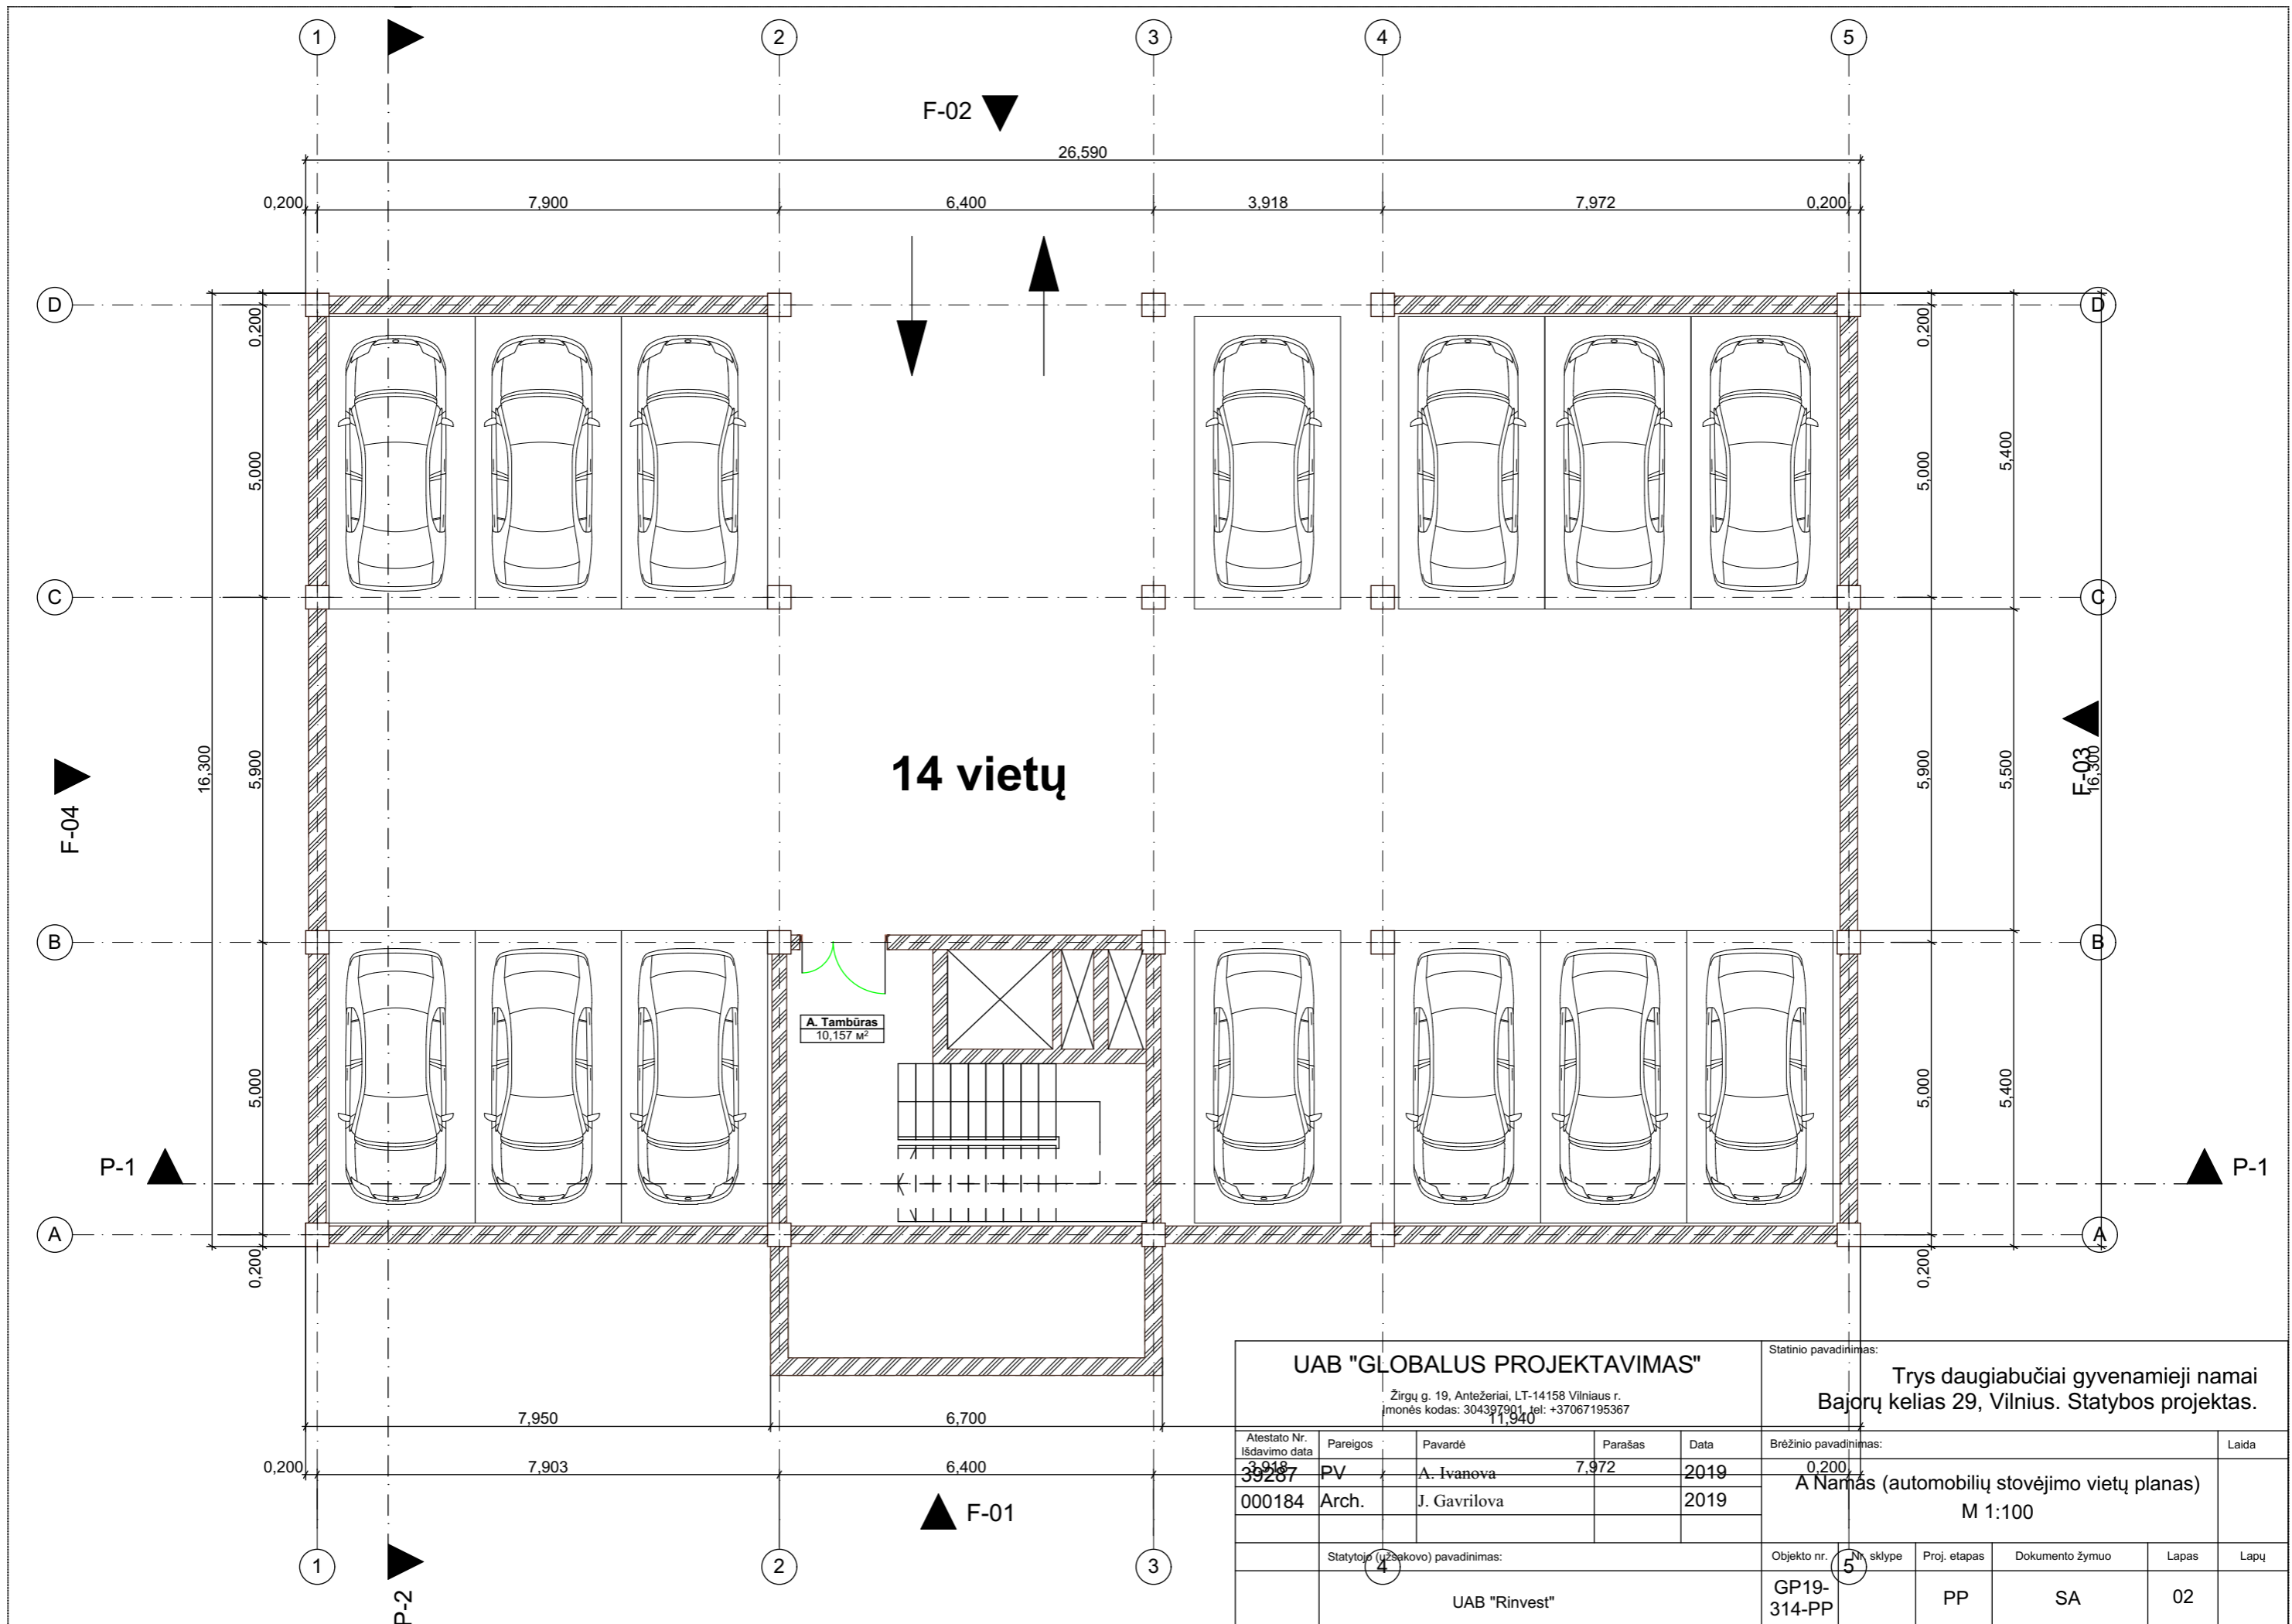 1 2 3 4 5
F-02
26,590
0,200 7,900 6,400 3,918 7,972 0,200
D D
0,200 0,200
5,000 5,000 5,400
C C
16,300 5,900 5,900 5,500 16,300
14 vietų
F-04
F-03
B B
A. Tambūras
10,157 м²
5,000 5,000 5,400
P-1 P-1
A A
0,200 0,200
7,950 6,700 11,940
0,200 7,903 6,400 3,918 7,972 0,200
F-01
1 2 3 4 5
P-2
UAB "GLOBALUS PROJEKTAVIMAS"
Žirgų g. 19, Antežeriai, LT-14158 Vilniaus r.
Įmonės kodas: 304397901, tel: +37067195367
Statinio pavadinimas:
Trys daugiabučiai gyvenamieji namai
Bajorų kelias 29, Vilnius. Statybos projektas.
Atestato Nr.
Išdavimo data
Pareigos Pavardė Parašas Data
39287 PV A. Ivanova 2019
000184 Arch. J. Gavrilova 2019
Brėžinio pavadinimas: Laida
A Namas (automobilių stovėjimo vietų planas)
M 1:100
Statytojo (užsakovo) pavadinimas:
UAB "Rinvest"
Objekto nr. Nr. sklype Proj. etapas Dokumento žymuo Lapas Lapų
GP19-
314-PP
PP SA 02